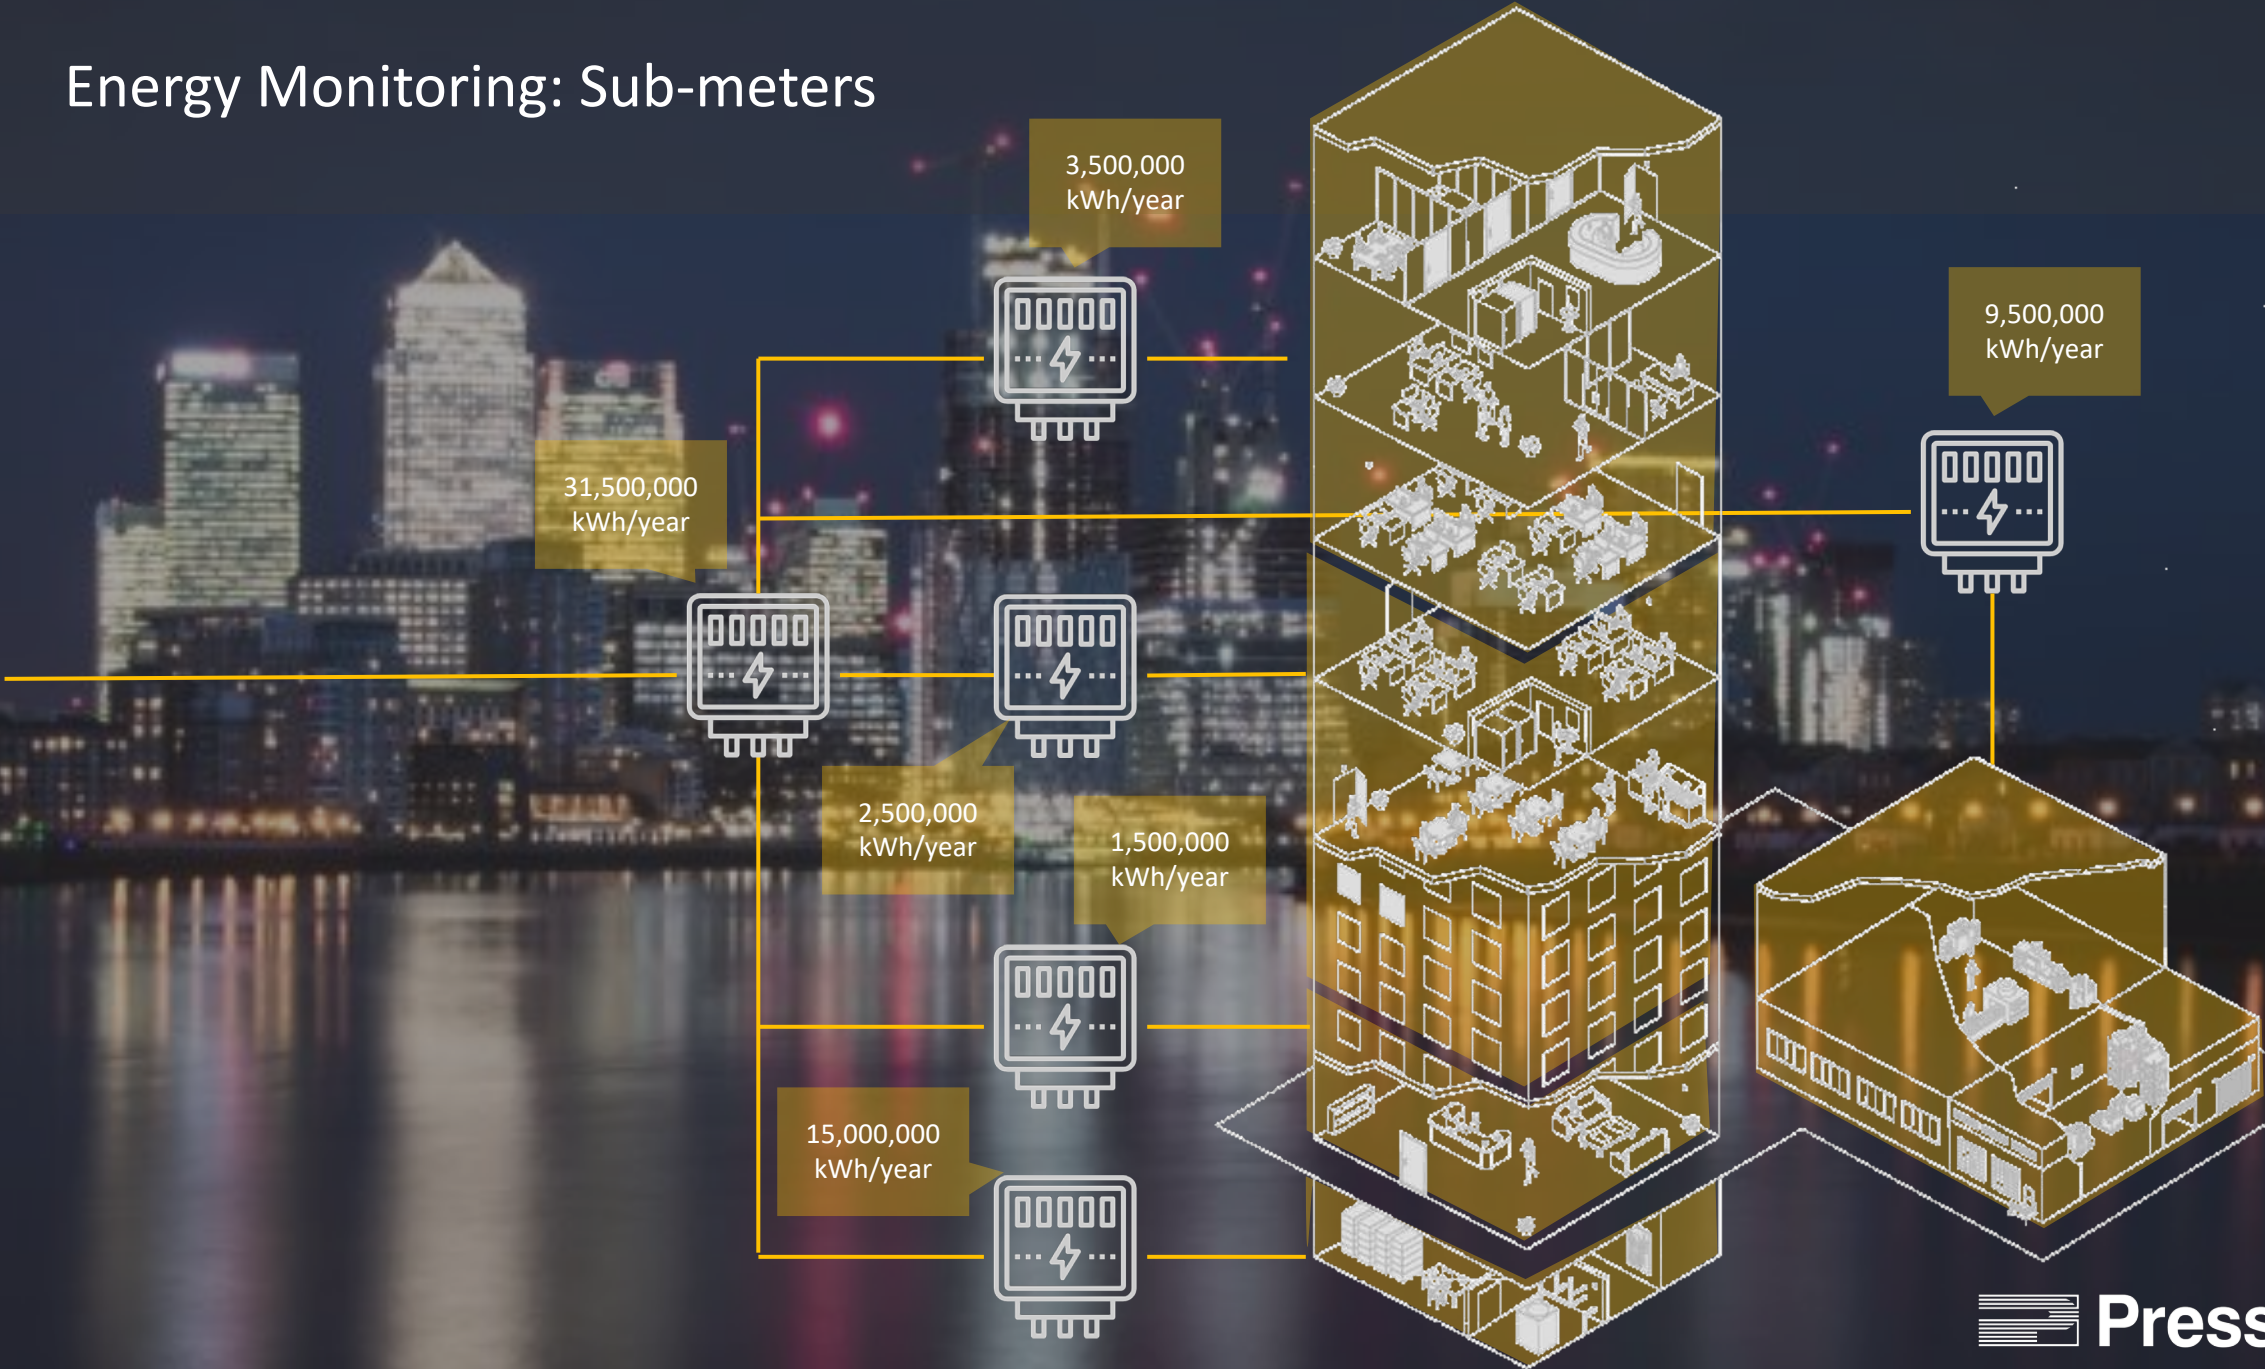 Energy Monitoring: Sub-meters
3,500,000
kWh/year
9,500,000
kWh/year
31,500,000
kWh/year
2,500,000
kWh/year
1,500,000
kWh/year
15,000,000
kWh/year
Press